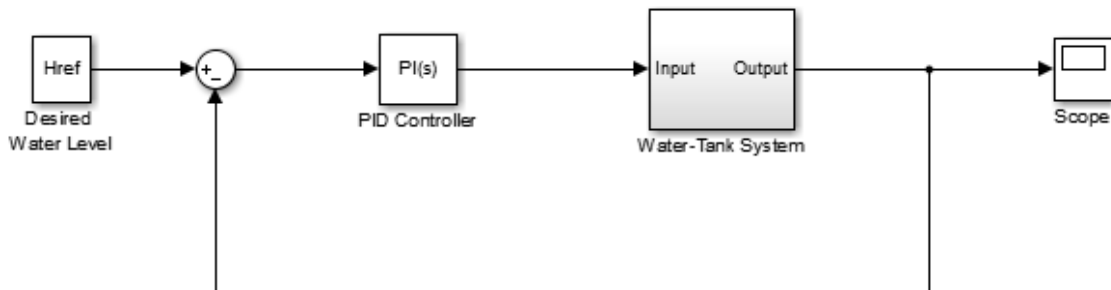 Href
Desired
Water Level
+
-
PI(s)
PID Controller
Input Output
Water-Tank System
Scope